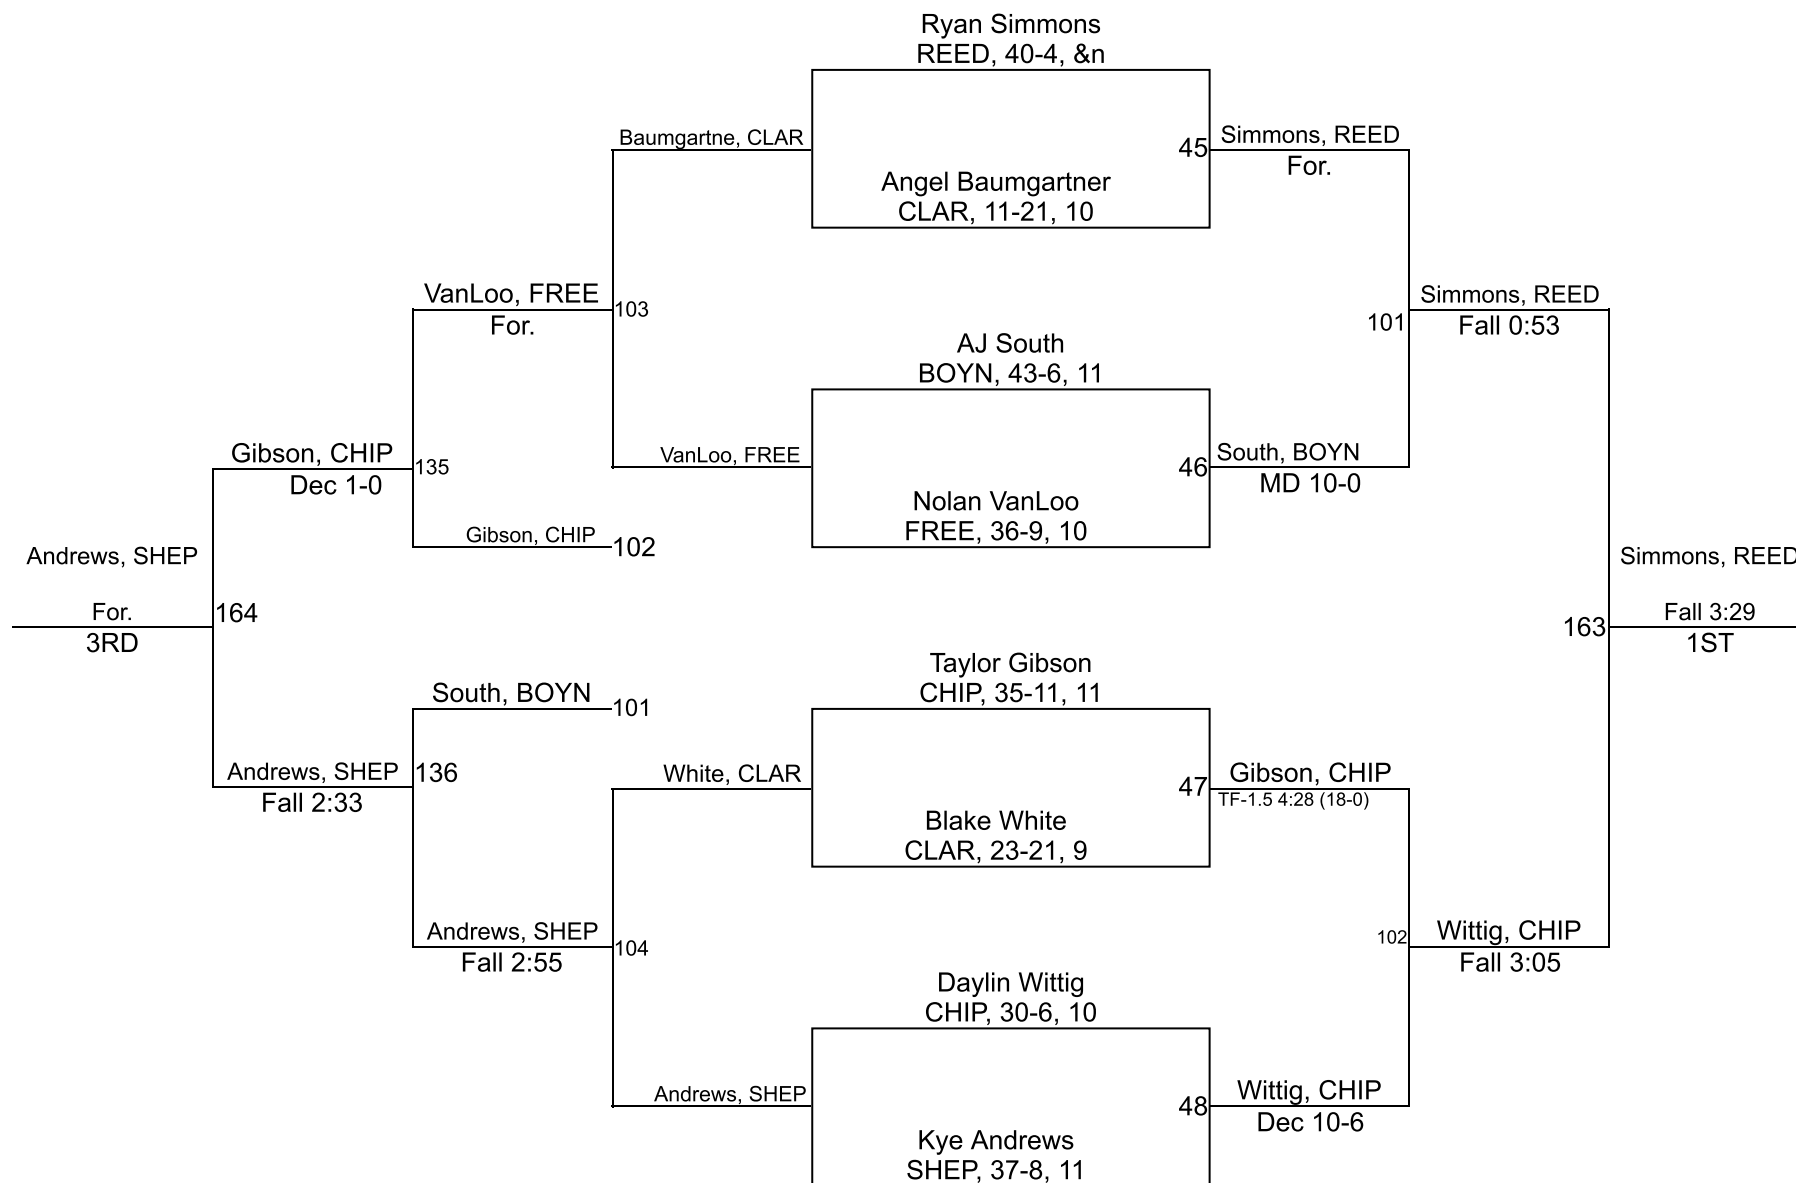 Ryan Simmons
REED, 40-4, &n
Baumgartne, CLAR
45
Simmons, REED
For.
Angel Baumgartner
CLAR, 11-21, 10
VanLoo, FREE
For.
103
Simmons, REED
Fall 0:53
101
AJ South
BOYN, 43-6, 11
Gibson, CHIP
Dec 1-0
135
VanLoo, FREE
46
South, BOYN
MD 10-0
Nolan VanLoo
FREE, 36-9, 10
Gibson, CHIP
102
Andrews, SHEP
For.
3RD
164
Simmons, REED
Fall 3:29
1ST
163
Taylor Gibson
CHIP, 35-11, 11
South, BOYN
101
Andrews, SHEP
Fall 2:33
136
White, CLAR
47
Gibson, CHIP
TF-1.5 4:28 (18-0)
Blake White
CLAR, 23-21, 9
Andrews, SHEP
Fall 2:55
104
102
Wittig, CHIP
Fall 3:05
Daylin Wittig
CHIP, 30-6, 10
Andrews, SHEP
48
Wittig, CHIP
Dec 10-6
Kye Andrews
SHEP, 37-8, 11